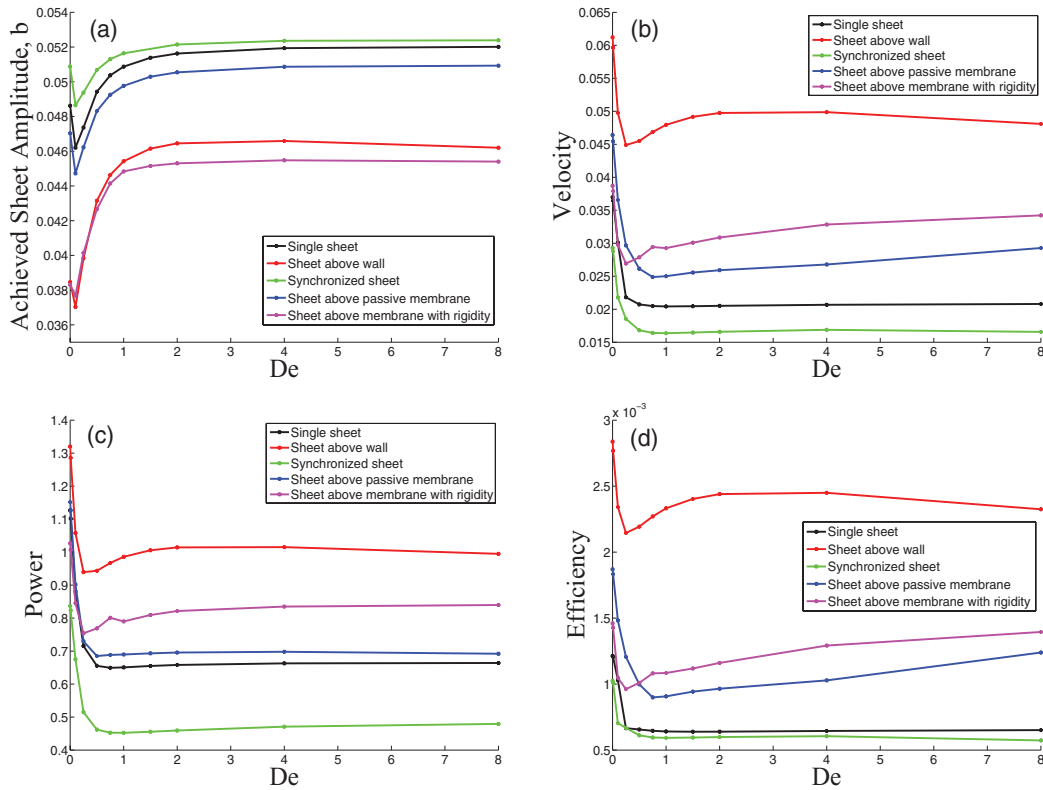 (a)
Achieved Sheet Amplitude, b
0.054
0.052
0.05
0.048
0.046
0.044
0.042
0.04
0.038
0.036
0 1 2 3 4 5 6 7 8
De
Single sheet
Sheet above wall
Synchronized sheet
Sheet above passive membrane
Sheet above membrane with rigidity
(b)
Velocity
0.065
0.06
0.055
0.05
0.045
0.04
0.035
0.03
0.025
0.02
0.015
0 1 2 3 4 5 6 7 8
De
Single sheet
Sheet above wall
Synchronized sheet
Sheet above passive membrane
Sheet above membrane with rigidity
(c)
Power
1.4
1.3
1.2
1.1
1
0.9
0.8
0.7
0.6
0.5
0.4
0 1 2 3 4 5 6 7 8
De
Single sheet
Sheet above wall
Synchronized sheet
Sheet above passive membrane
Sheet above membrane with rigidity
(d)
Efficiency
x 10⁻³
3
2.5
2
1.5
1
0.5
0 1 2 3 4 5 6 7 8
De
Single sheet
Sheet above wall
Synchronized sheet
Sheet above passive membrane
Sheet above membrane with rigidity